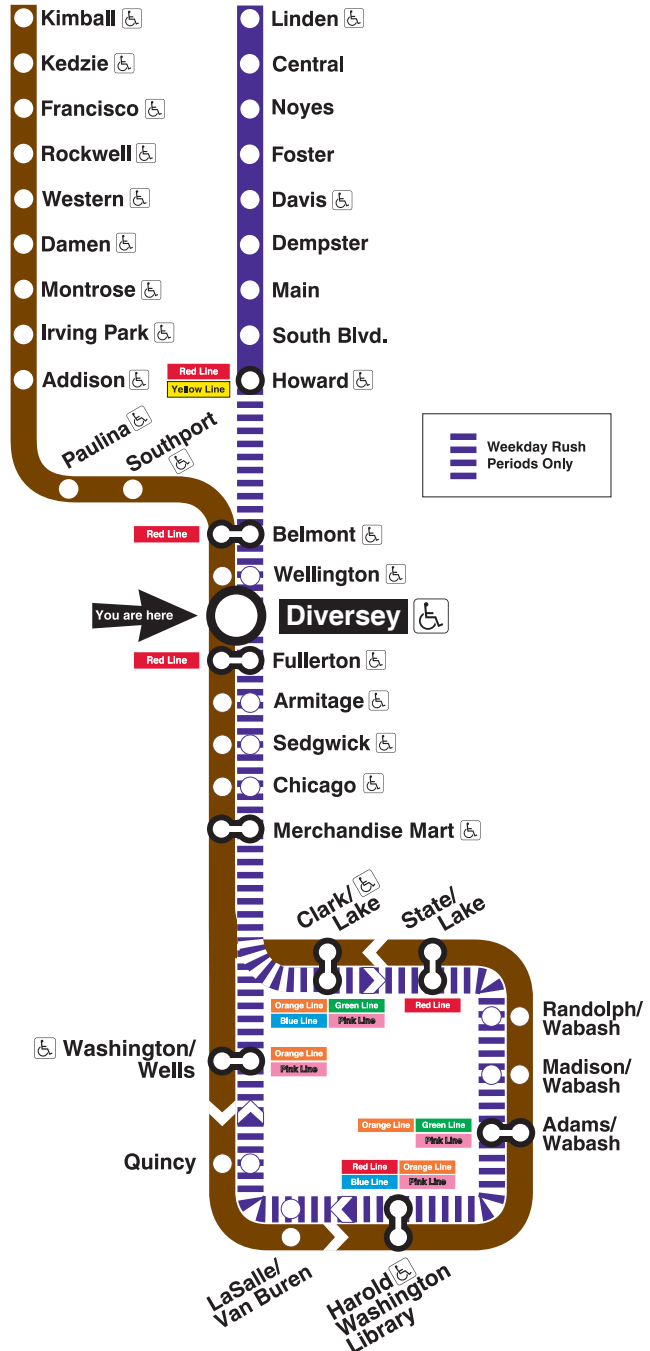 Kimball
Linden
Kedzie
Central
Francisco
Noyes
Rockwell
Foster
Western
Davis
Damen
Dempster
Montrose
Main
Irving Park
South Blvd.
Addison
Red Line
Yellow Line
Howard
Paulina
Southport
Weekday Rush
Periods Only
Red Line
Belmont
Wellington
You are here
Diversey
Red Line
Fullerton
Armitage
Sedgwick
Chicago
Merchandise Mart
Clark/
Lake
State/
Lake
Orange Line
Green Line
Blue Line
Pink Line
Red Line
Randolph/
Wabash
Washington/
Wells
Orange Line
Pink Line
Madison/
Wabash
Orange Line
Green Line
Pink Line
Adams/
Wabash
Quincy
Red Line
Orange Line
Blue Line
Pink Line
LaSalle/
Van Buren
Harold
Washington
Library